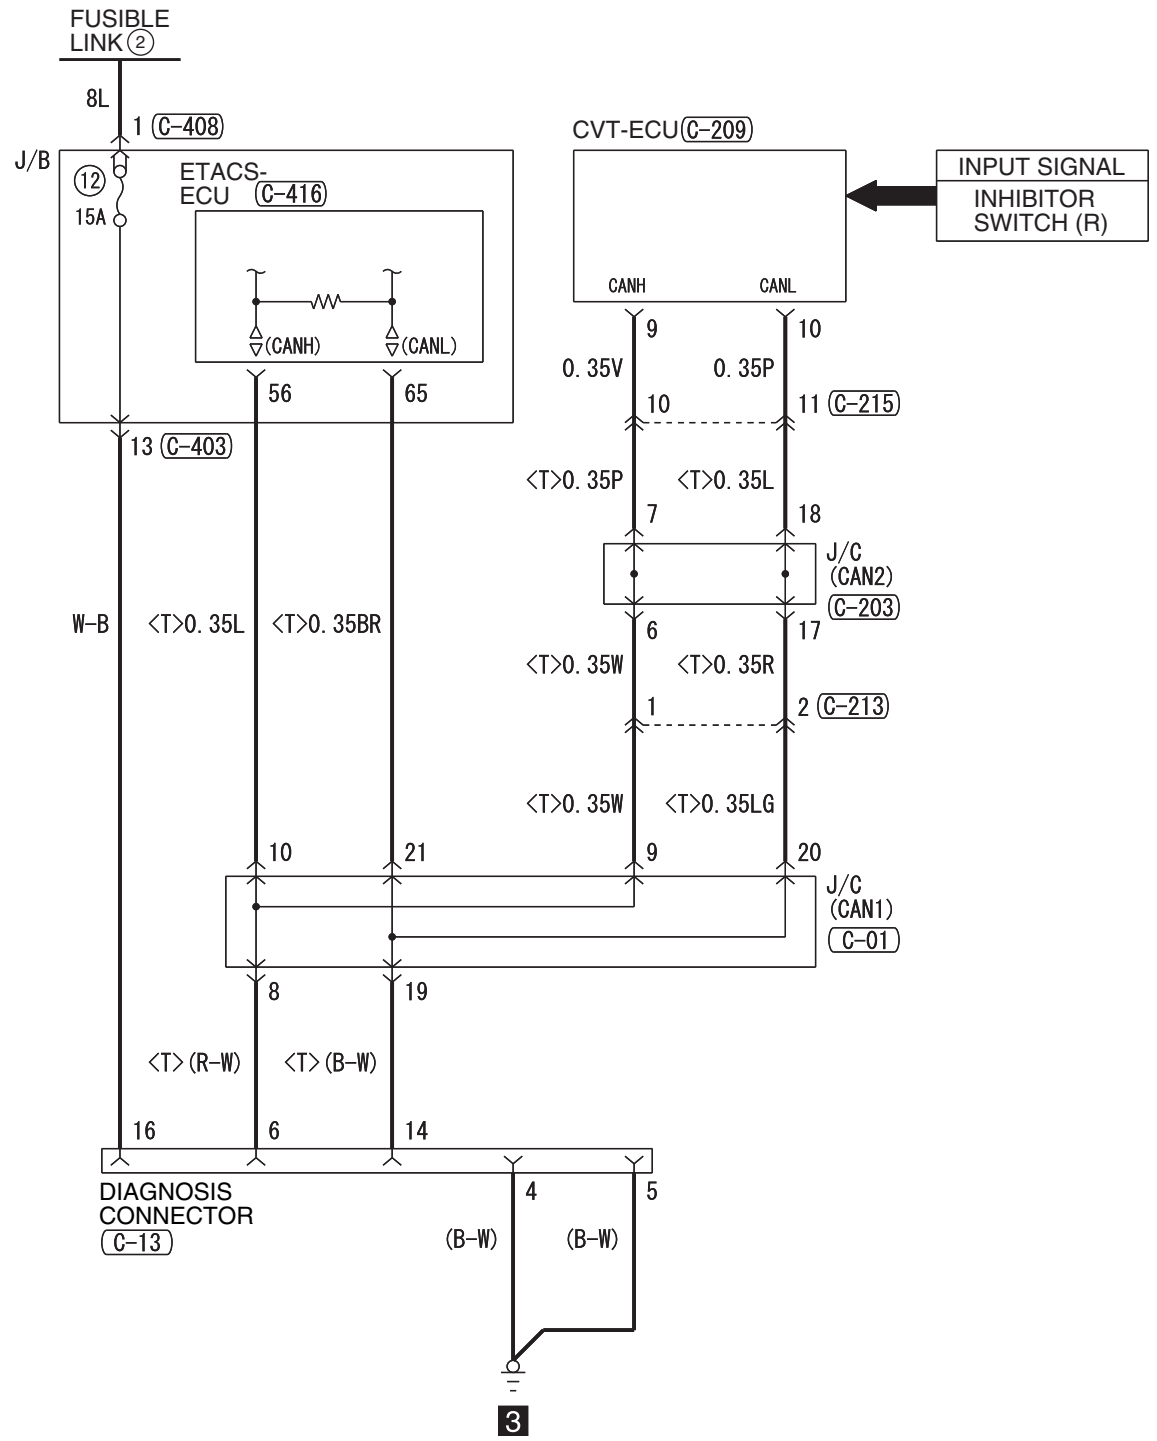 FUSIBLE
LINK 2
8L
1 C-408
J/B
12
15A
ETACS-
ECU C-416
(CANH) (CANL)
56 65
13 C-403
CVT-ECU C-209
CANH CANL
INPUT SIGNAL
INHIBITOR
SWITCH (R)
9 10
0.35V 0.35P
10 11 C-215
<T>0.35P <T>0.35L
7 18
J/C
(CAN2)
C-203
6 17
W-B <T>0.35L <T>0.35BR
<T>0.35W <T>0.35R
1 2 C-213
<T>0.35W <T>0.35LG
10 21 9 20
J/C
(CAN1)
C-01
8 19
<T>(R-W) <T>(B-W)
16 6 14
DIAGNOSIS
CONNECTOR
C-13
4 5
(B-W) (B-W)
3